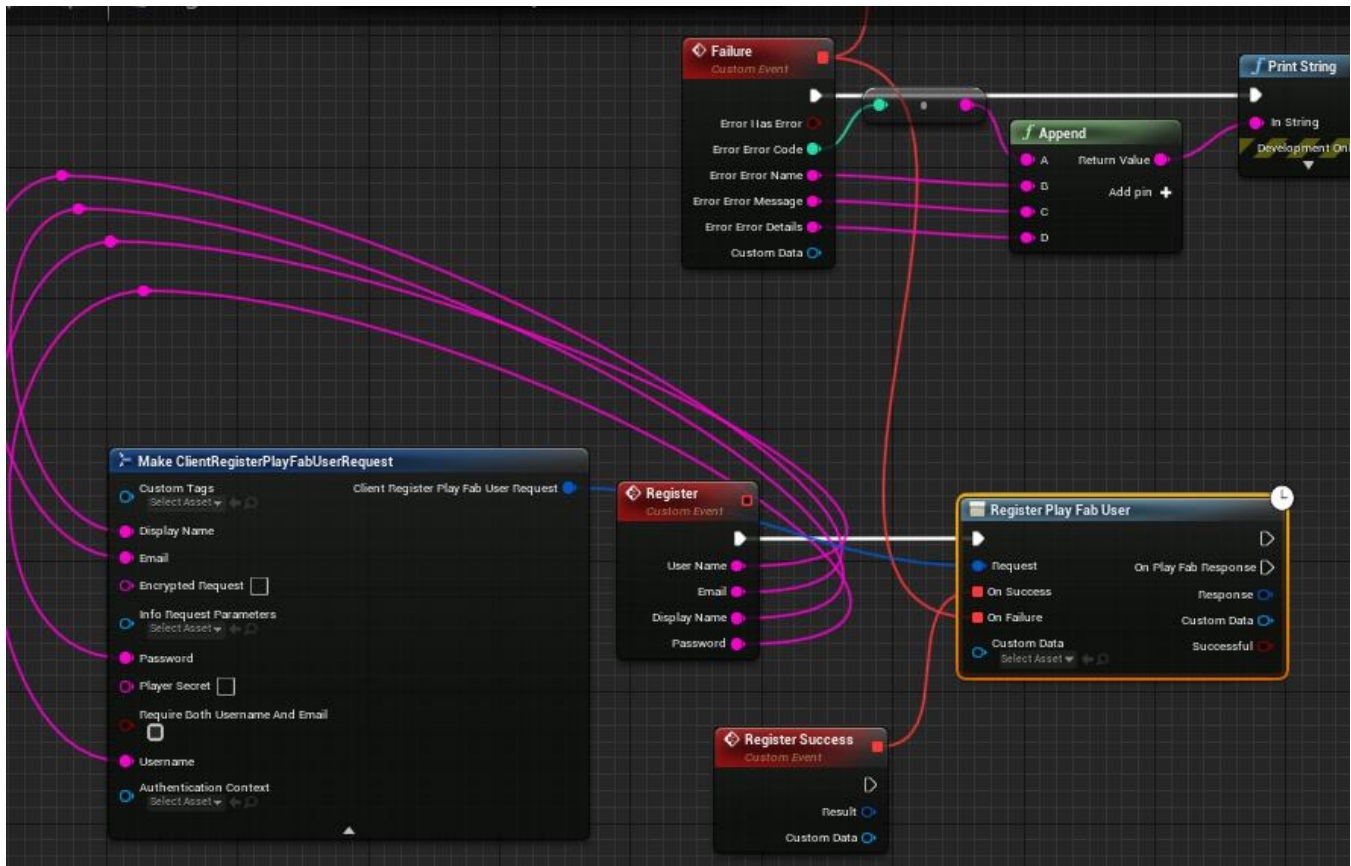 Failure
Custom Event
Error Has Error
Error Error Code
Error Error Name
Error Error Message
Error Error Details
Custom Data
f Append
A
Return Value
B
Add pin +
C
D
f Print String
In String
Development Onl
Make ClientRegisterPlayFabUserRequest
Custom Tags
Select Asset
Client Register Play Fab User Request
Display Name
Email
Encrypted Request
Info Request Parameters
Select Asset
Password
Player Secret
Require Both Username And Email
Username
Authentication Context
Select Asset
Register
Custom Event
User Name
Email
Display Name
Password
Register Play Fab User
Request
On Play Fab Response
On Success
Response
On Failure
Custom Data
Custom Data
Select Asset
Successful
Register Success
Custom Event
Result
Custom Data